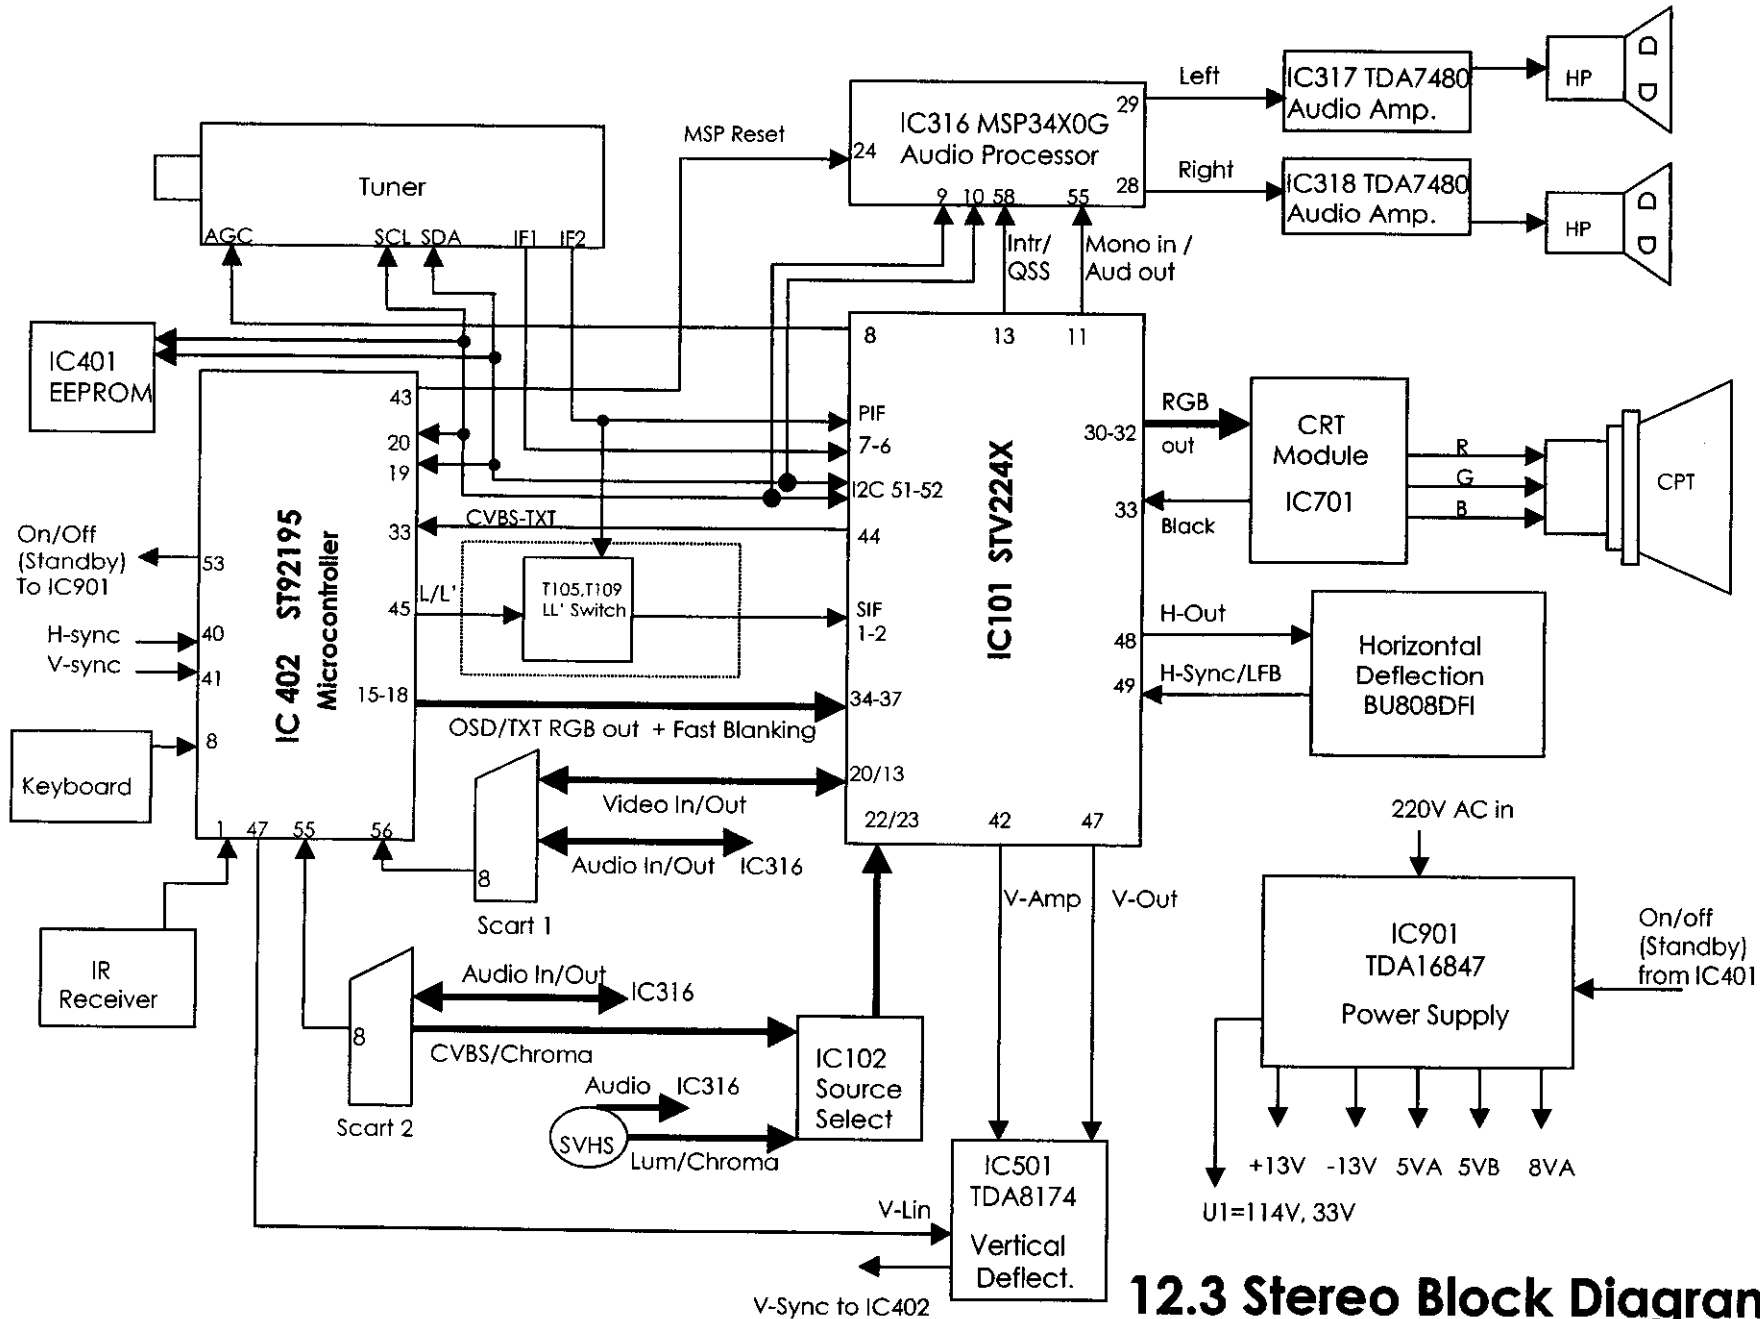 Tuner
AGC
SCL SDA
IF1 IF2
MSP Reset
24
IC316 MSP34X0G
Audio Processor
29
28
9 10 58 55
Left
Right
IC317 TDA7480
Audio Amp.
IC318 TDA7480
Audio Amp.
HP
HP
Intr/
QSS
Mono in /
Aud out
IC401
EEPROM
IC 402 ST92195
Microcontroller
43
20
19
33
45
15-18
53
40
41
8
1 47 55 56
On/Off
(Standby)
To IC901
H-sync
V-sync
Keyboard
IR
Receiver
CVBS-TXT
L/L'
T105,T109
LL' Switch
OSD/TXT RGB out + Fast Blanking
Video In/Out
Audio In/Out IC316
8
Scart 1
Audio In/Out
IC316
8
CVBS/Chroma
Scart 2
Audio IC316
SVHS
Lum/Chroma
IC102
Source
Select
IC101 STV224X
8
13
11
PIF
7-6
I2C 51-52
44
SIF
1-2
34-37
20/13
22/23
42
47
30-32
33
48
49
RGB
out
Black
CRT
Module
IC701
R
G
B
CPT
H-Out
H-Sync/LFB
Horizontal
Deflection
BU808DFI
V-Amp
V-Out
V-Lin
IC501
TDA8174
Vertical
Deflect.
V-Sync to IC402
220V AC in
IC901
TDA16847
Power Supply
On/off
(Standby)
from IC401
+13V -13V 5VA 5VB 8VA
U1=114V, 33V
12.3 Stereo Block Diagran